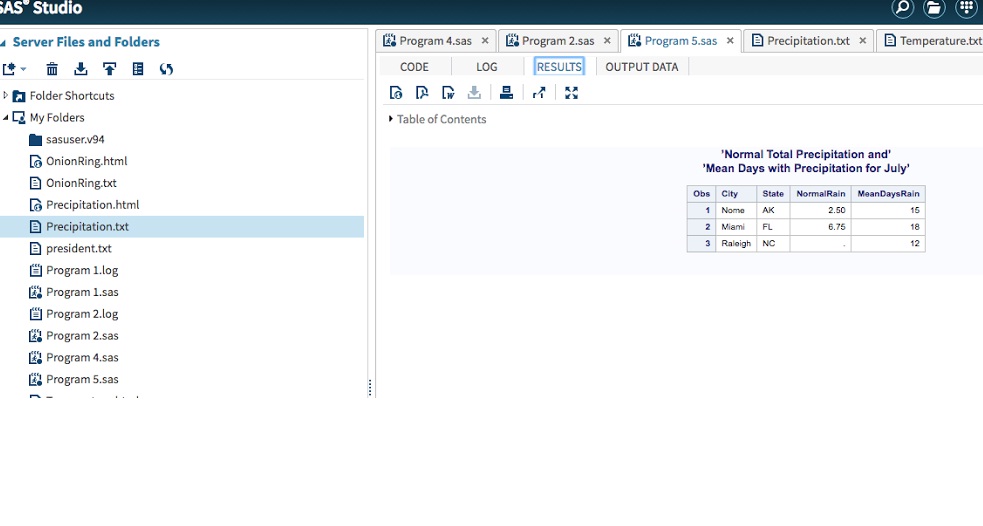 SAS® Studio
Server Files and Folders
Folder Shortcuts
My Folders
sasuser.v94
OnionRing.html
OnionRing.txt
Precipitation.html
Precipitation.txt
president.txt
Program 1.log
Program 1.sas
Program 2.log
Program 2.sas
Program 4.sas
Program 5.sas
Program 4.sas × Program 2.sas × Program 5.sas × Precipitation.txt × Temperature.txt
CODE LOG RESULTS OUTPUT DATA
Table of Contents
'Normal Total Precipitation and'
'Mean Days with Precipitation for July'
Obs City State NormalRain MeanDaysRain
1 Nome AK 2.50 15
2 Miami FL 6.75 18
3 Raleigh NC . 12